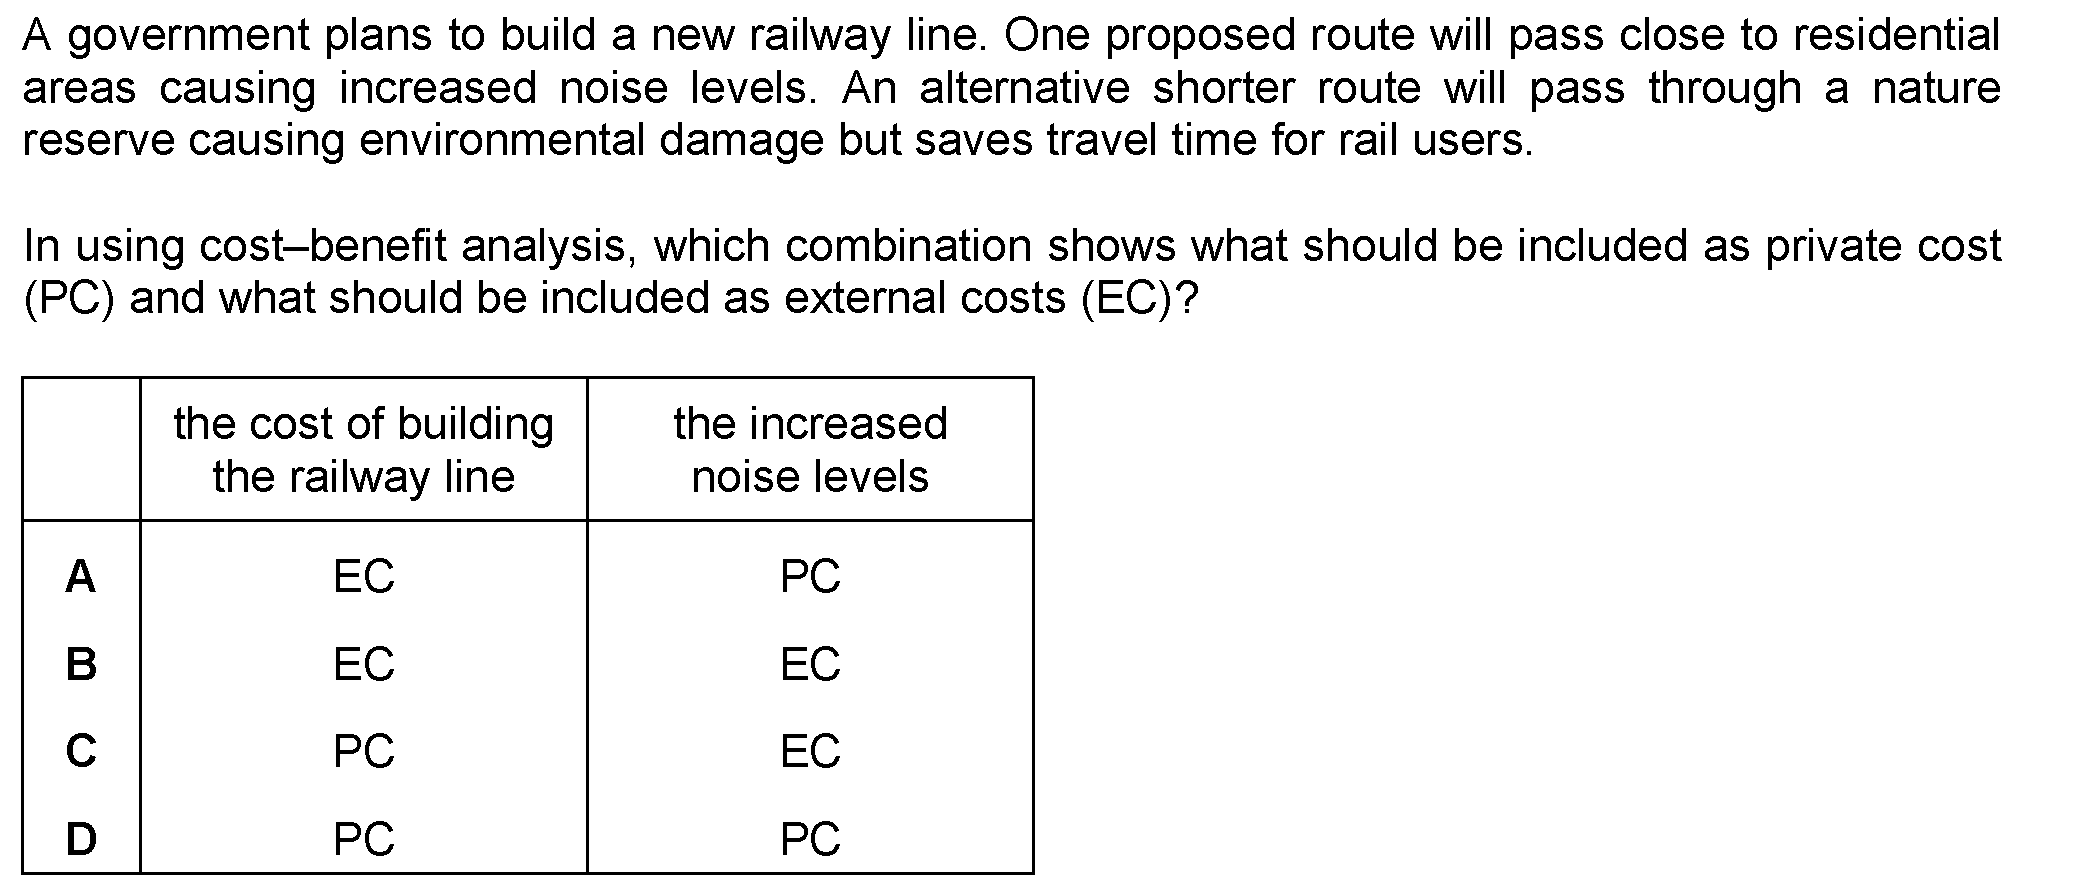 A government plans to build a new railway line. One proposed route will pass close to residential
areas causing increased noise levels. An alternative shorter route will pass through a nature
reserve causing environmental damage but saves travel time for rail users.
In using cost–benefit analysis, which combination shows what should be included as private cost
(PC) and what should be included as external costs (EC)?
the cost of building the increased
the railway line noise levels
A EC PC
B EC EC
C PC EC
D PC PC